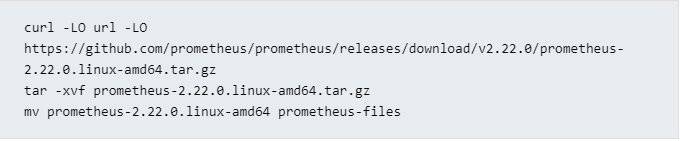 curl -LO url -LO
https://github.com/prometheus/prometheus/releases/download/v2.22.0/prometheus-
2.22.0.linux-amd64.tar.gz
tar -xvf prometheus-2.22.0.linux-amd64.tar.gz
mv prometheus-2.22.0.linux-amd64 prometheus-files